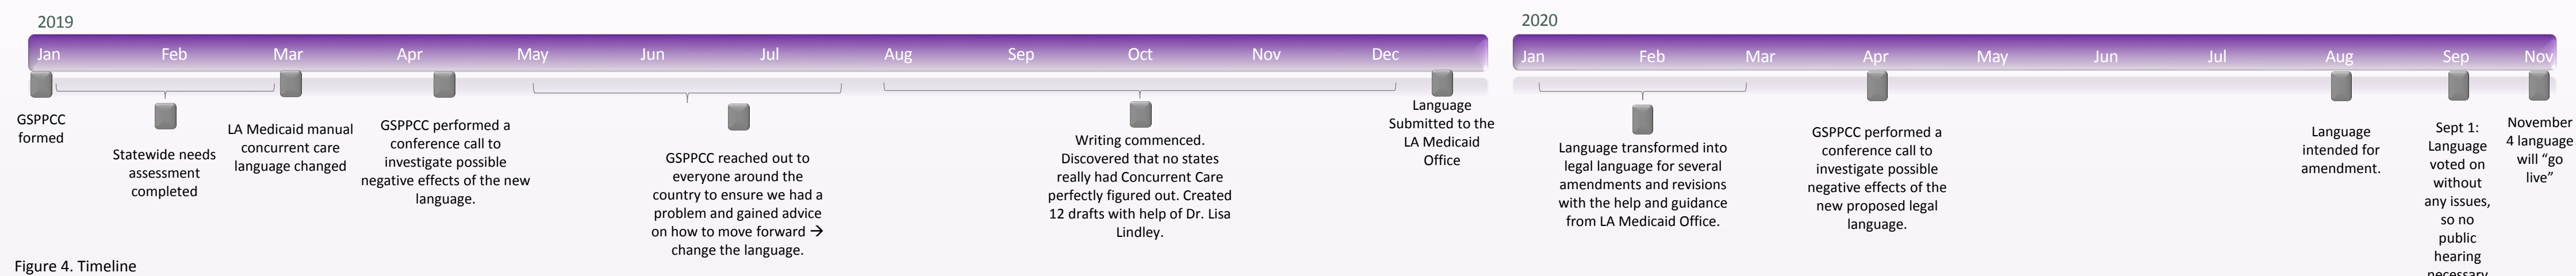 2019
Jan Feb Mar Apr May Jun Jul Aug Sep Oct Nov Dec
GSPPCC
formed
Statewide needs
assessment
completed
LA Medicaid manual
concurrent care
language changed
GSPPCC performed a
conference call to
investigate possible
negative effects of the new
language.
GSPPCC reached out to
everyone around the
country to ensure we had a
problem and gained advice
on how to move forward →
change the language.
Writing commenced.
Discovered that no states
really had Concurrent Care
perfectly figured out. Created
12 drafts with help of Dr. Lisa
Lindley.
Language
Submitted to the
LA Medicaid
Office
2020
Jan Feb Mar Apr May Jun Jul Aug Sep Nov
Language transformed into
legal language for several
amendments and revisions
with the help and guidance
from LA Medicaid Office.
GSPPCC performed a
conference call to
investigate possible
negative effects of the
new proposed legal
language.
Language
intended for
amendment.
Sept 1:
Language
voted on
without
any issues,
so no
public
hearing
necessary
November
4 language
will “go
live”
Figure 4. Timeline